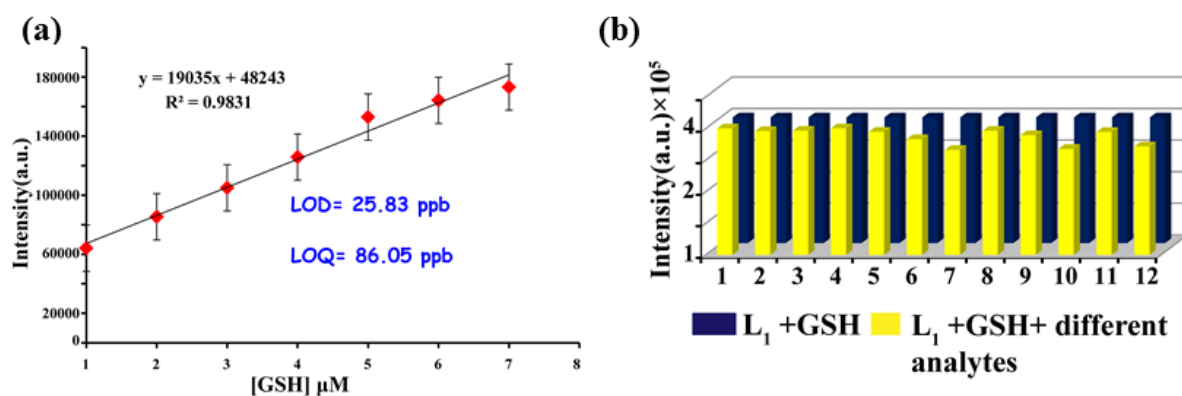 (a)
Intensity(a.u.)
180000
140000
100000
60000
20000
0
y = 19035x + 48243
R² = 0.9831
LOD= 25.83 ppb
LOQ= 86.05 ppb
1 2 3 4 5 6 7 8
[GSH] µM
(b)
Intensity(a.u.)×10⁵
4
2
1
1 2 3 4 5 6 7 8 9 10 11 12
L₁ +GSH L₁ +GSH+ different
analytes